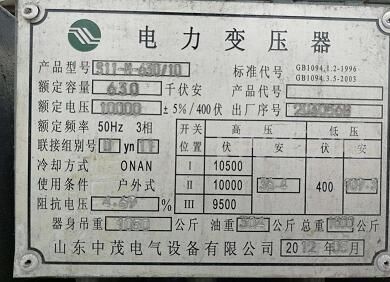 电力变压器
产品型号 S11-M-630/10 标准代号 GB1094.1.2-1996 GB1094.3.5-2003
额定容量 630 千伏安 产品代号
额定电压 10000 ±5%/400伏 出厂序号
额定频率 50Hz 3相 开关位置 高压 低压
联接组别号 D yn11 伏 安 伏 安
冷却方式 ONAN I 10500
使用条件 户外式 II 10000 400
阻抗电压 III 9500
器身吊重 公斤 油重 公斤 总重 公斤
山东中茂电气设备有限公司 2012年 月